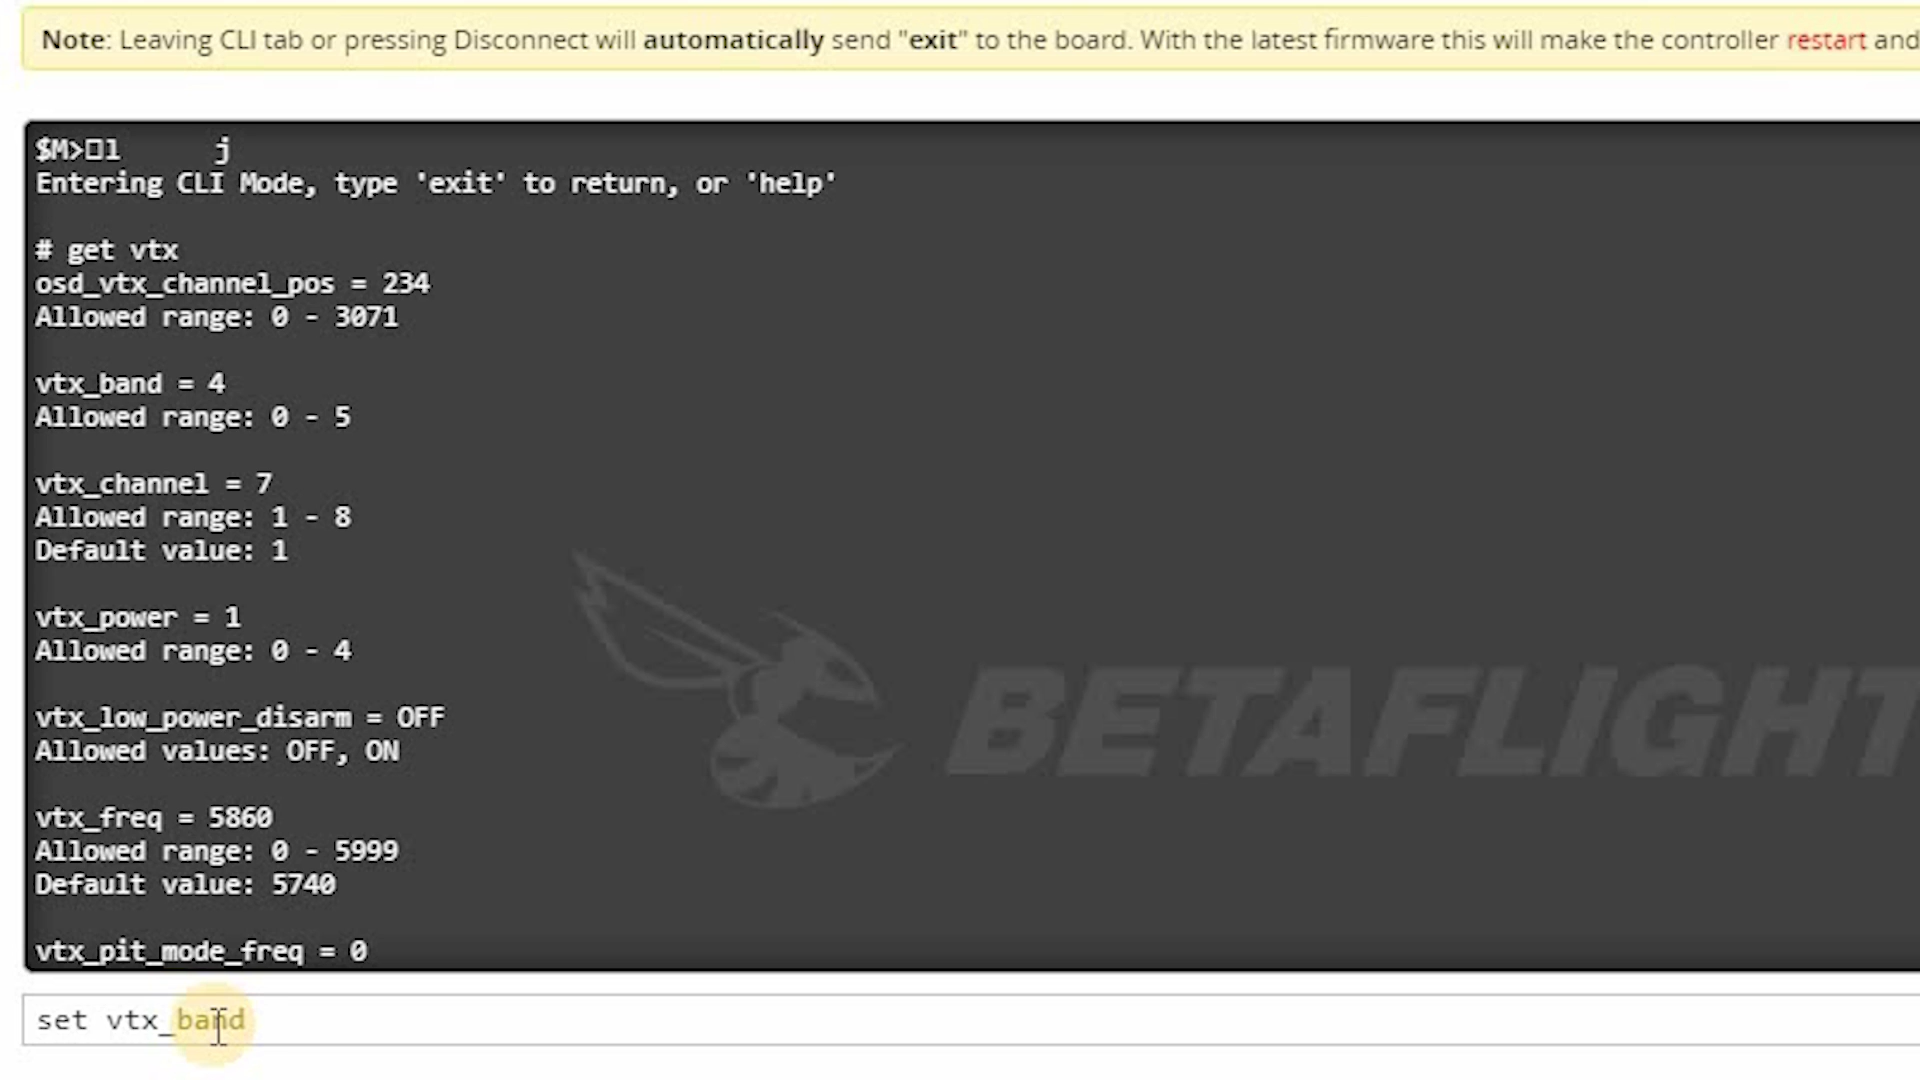 Note: Leaving CLI tab or pressing Disconnect will automatically send "exit" to the board. With the latest firmware this will make the controller restart and
$M>□l j
Entering CLI Mode, type 'exit' to return, or 'help'
# get vtx
osd_vtx_channel_pos = 234
Allowed range: 0 - 3071
vtx_band = 4
Allowed range: 0 - 5
vtx_channel = 7
Allowed range: 1 - 8
Default value: 1
vtx_power = 1
Allowed range: 0 - 4
vtx_low_power_disarm = OFF
Allowed values: OFF, ON
vtx_freq = 5860
Allowed range: 0 - 5999
Default value: 5740
vtx_pit_mode_freq = 0
BETAFLIGHT
set vtx_band